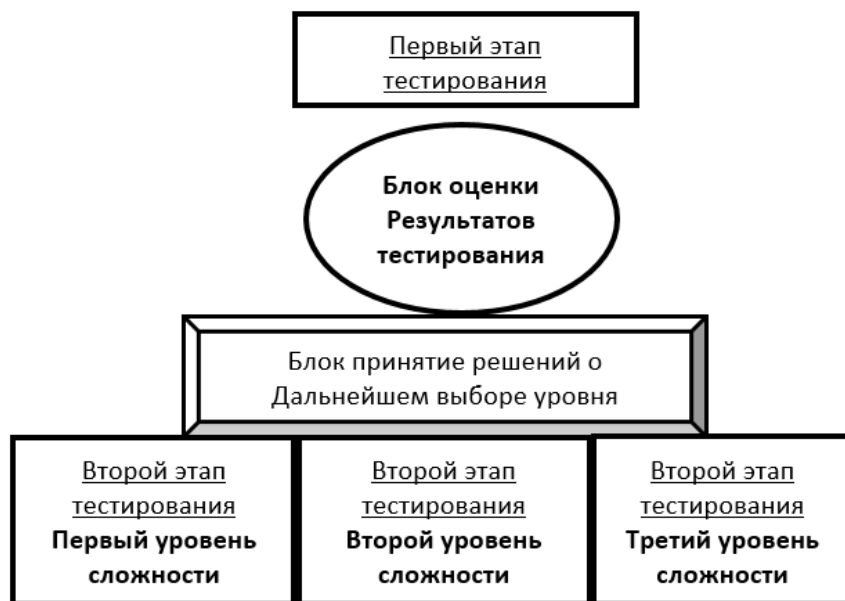 Первый этап
тестирования
Блок оценки
Результатов
тестирования
Блок принятие решений о
Дальнейшем выборе уровня
Второй этап
тестирования
Первый уровень
сложности
Второй этап
тестирования
Второй уровень
сложности
Второй этап
тестирования
Третий уровень
сложности